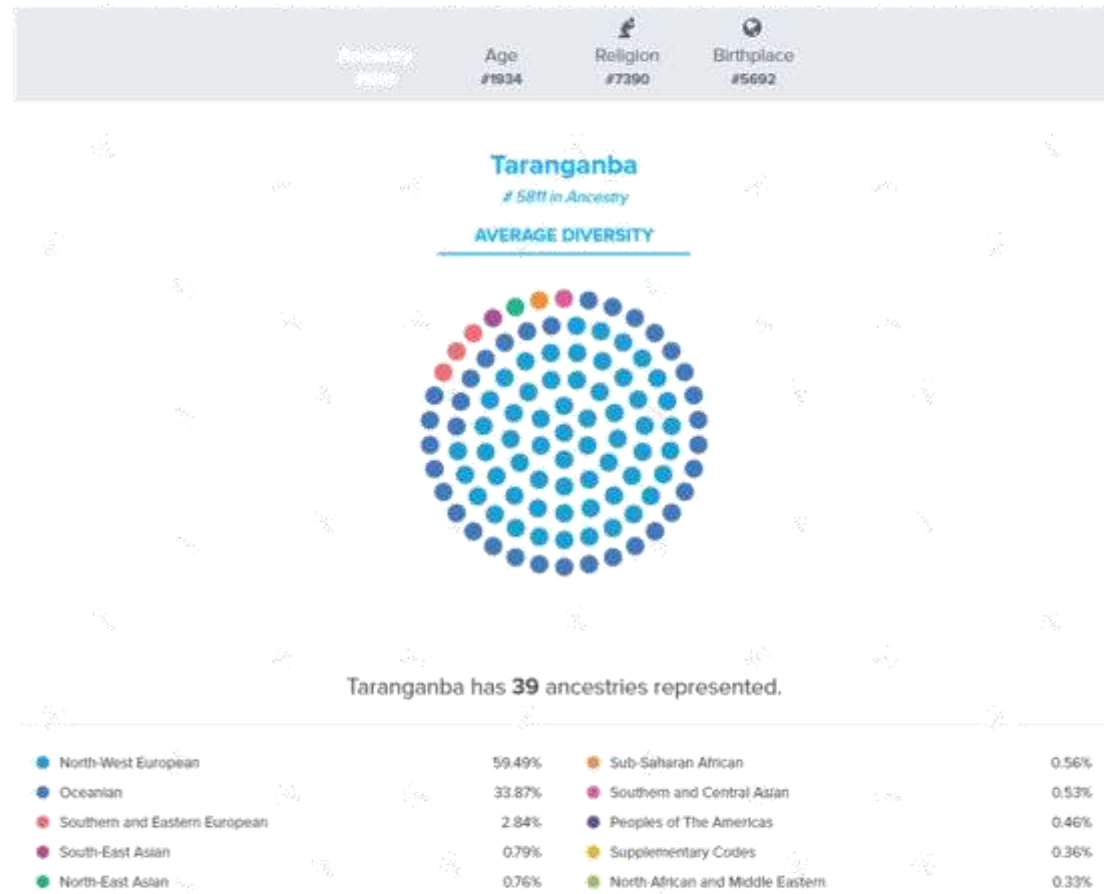 Age
Religion
Birthplace
#1934
#7390
#5692
Taranganba
# 5811 in Ancestry
AVERAGE DIVERSITY
Taranganba has 39 ancestries represented.
North-West European 59.49%
Oceanian 33.87%
Southern and Eastern European 2.84%
South-East Asian 0.79%
North-East Asian 0.76%
Sub-Saharan African 0.56%
Southern and Central Asian 0.53%
Peoples of The Americas 0.46%
Supplementary Codes 0.36%
North African and Middle Eastern 0.33%